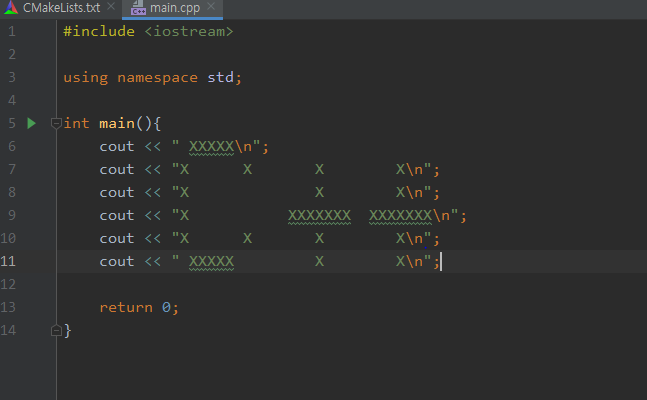 CMakeLists.txt main.cpp
1 #include <iostream>
2
3 using namespace std;
4
5 int main(){
6     cout << " XXXXX\n";
7     cout << "X      X       X        X\n";
8     cout << "X              X        X\n";
9     cout << "X           XXXXXXX  XXXXXXX\n";
10     cout << "X      X       X        X\n";
11     cout << " XXXXX         X        X\n";
12
13     return 0;
14 }